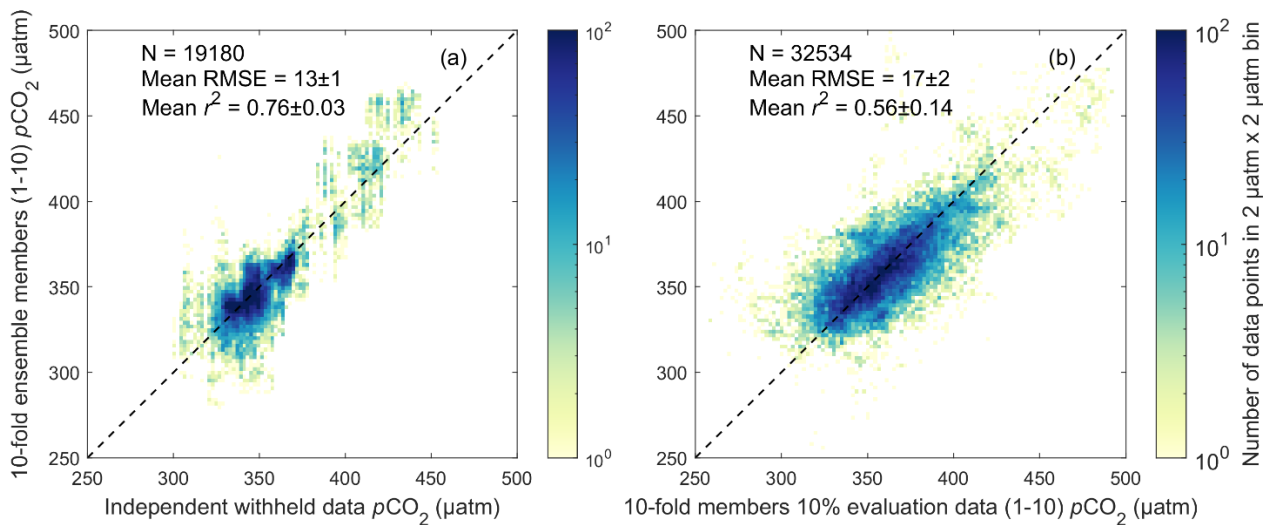 N = 19180
Mean RMSE = 13±1
Mean r² = 0.76±0.03
(a)
500
450
400
350
300
250
250 300 350 400 450 500
10-fold ensemble members (1-10) pCO₂ (µatm)
Independent withheld data pCO₂ (µatm)
10²
10¹
10⁰
N = 32534
Mean RMSE = 17±2
Mean r² = 0.56±0.14
(b)
500
450
400
350
300
250
250 300 350 400 450 500
10-fold members 10% evaluation data (1-10) pCO₂ (µatm)
10²
10¹
10⁰
Number of data points in 2 µatm x 2 µatm bin